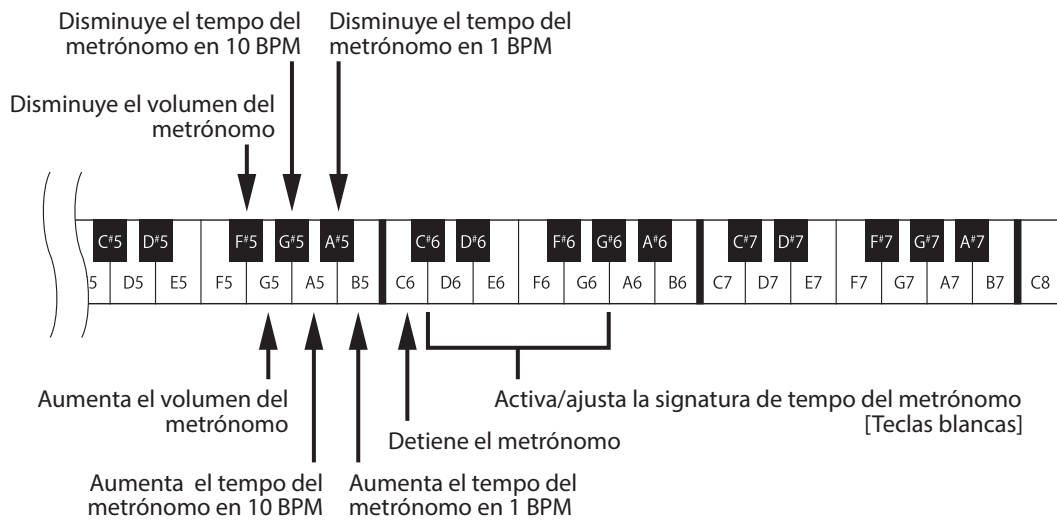 Disminuye el tempo del
metrónomo en 10 BPM
Disminuye el tempo del
metrónomo en 1 BPM
Disminuye el volumen del
metrónomo
C#5 D#5 F#5 G#5 A#5 C#6 D#6 F#6 G#6 A#6 C#7 D#7 F#7 G#7 A#7
5 D5 E5 F5 G5 A5 B5 C6 D6 E6 F6 G6 A6 B6 C7 D7 E7 F7 G7 A7 B7 C8
Aumenta el volumen del
metrónomo
Activa/ajusta la signatura de tempo del metrónomo
[Teclas blancas]
Detiene el metrónomo
Aumenta el tempo del
metrónomo en 10 BPM
Aumenta el tempo del
metrónomo en 1 BPM